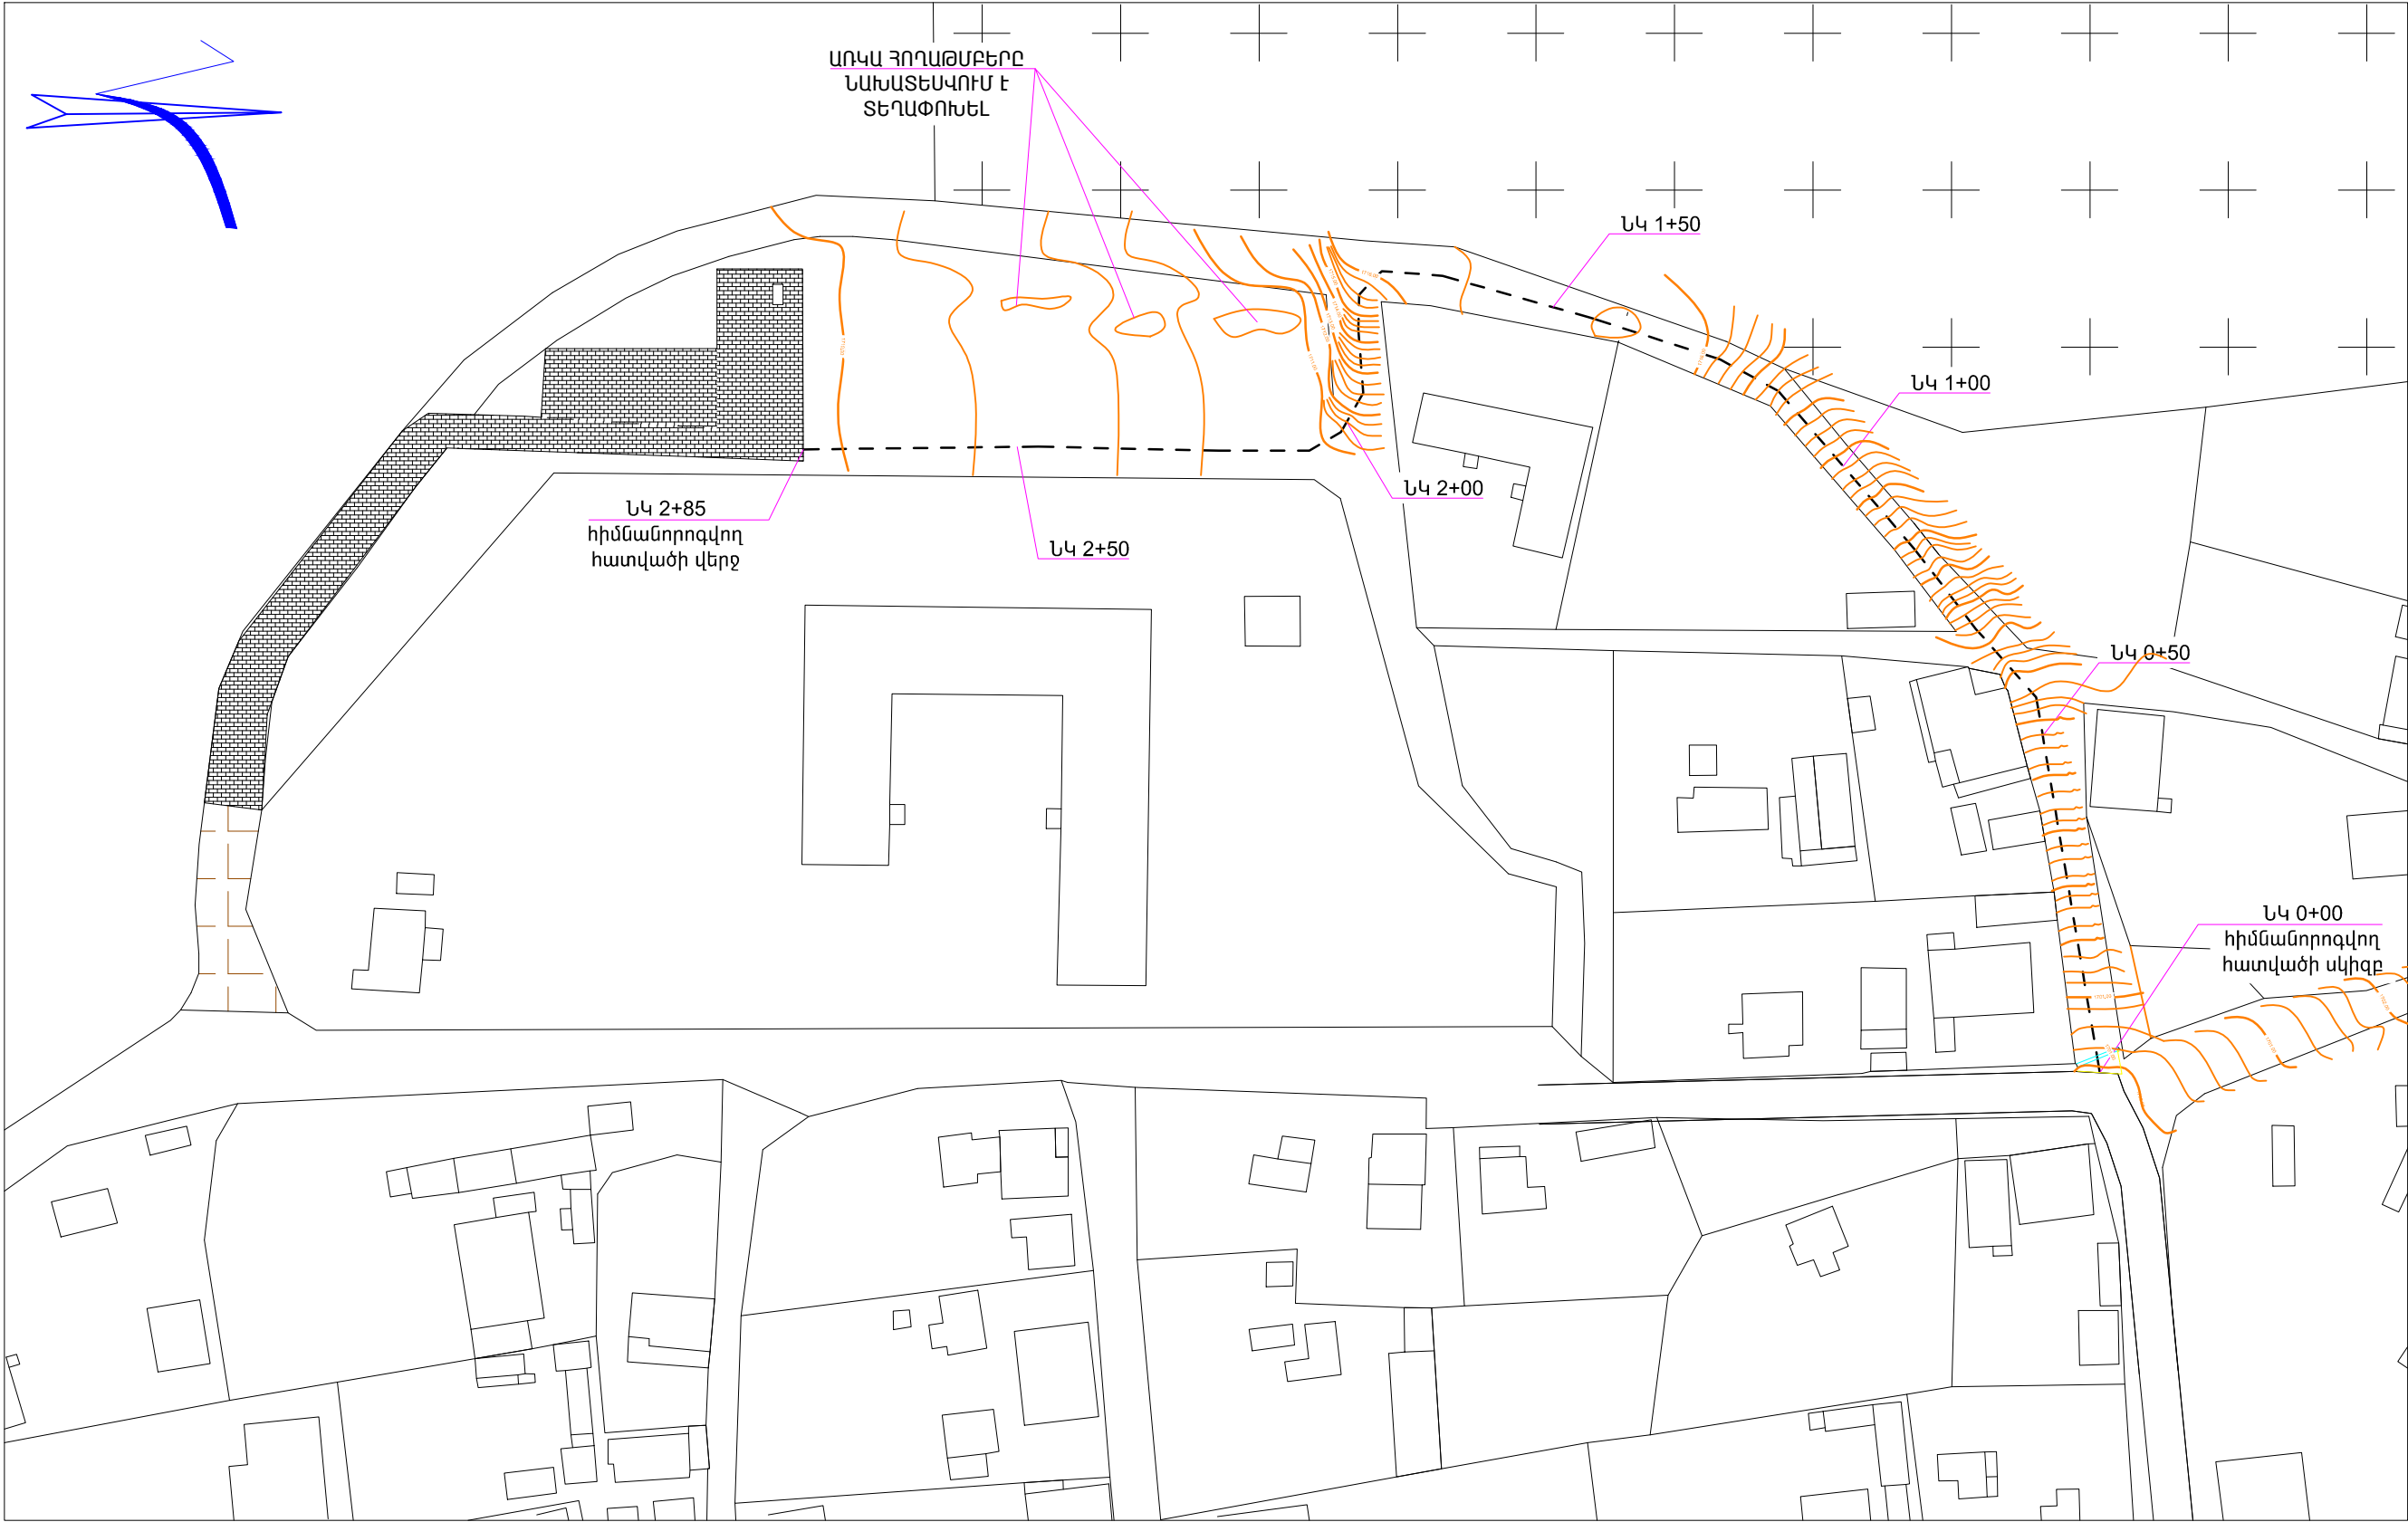 ԱՌԿԱ ՀՈՂԱԹՄԲԵՐԸ
ՆԱԽԱՏԵՍՎՈՒՄ Է
ՏԵՂԱՓՈԽԵԼ
ՆԿ 1+50
ՆԿ 1+00
ՆԿ 2+00
ՆԿ 2+85
հիմնանորոգվող
հատվածի վերջ
ՆԿ 2+50
ՆԿ 0+50
ՆԿ 0+00
հիմնանորոգվող
հատվածի սկիզբ